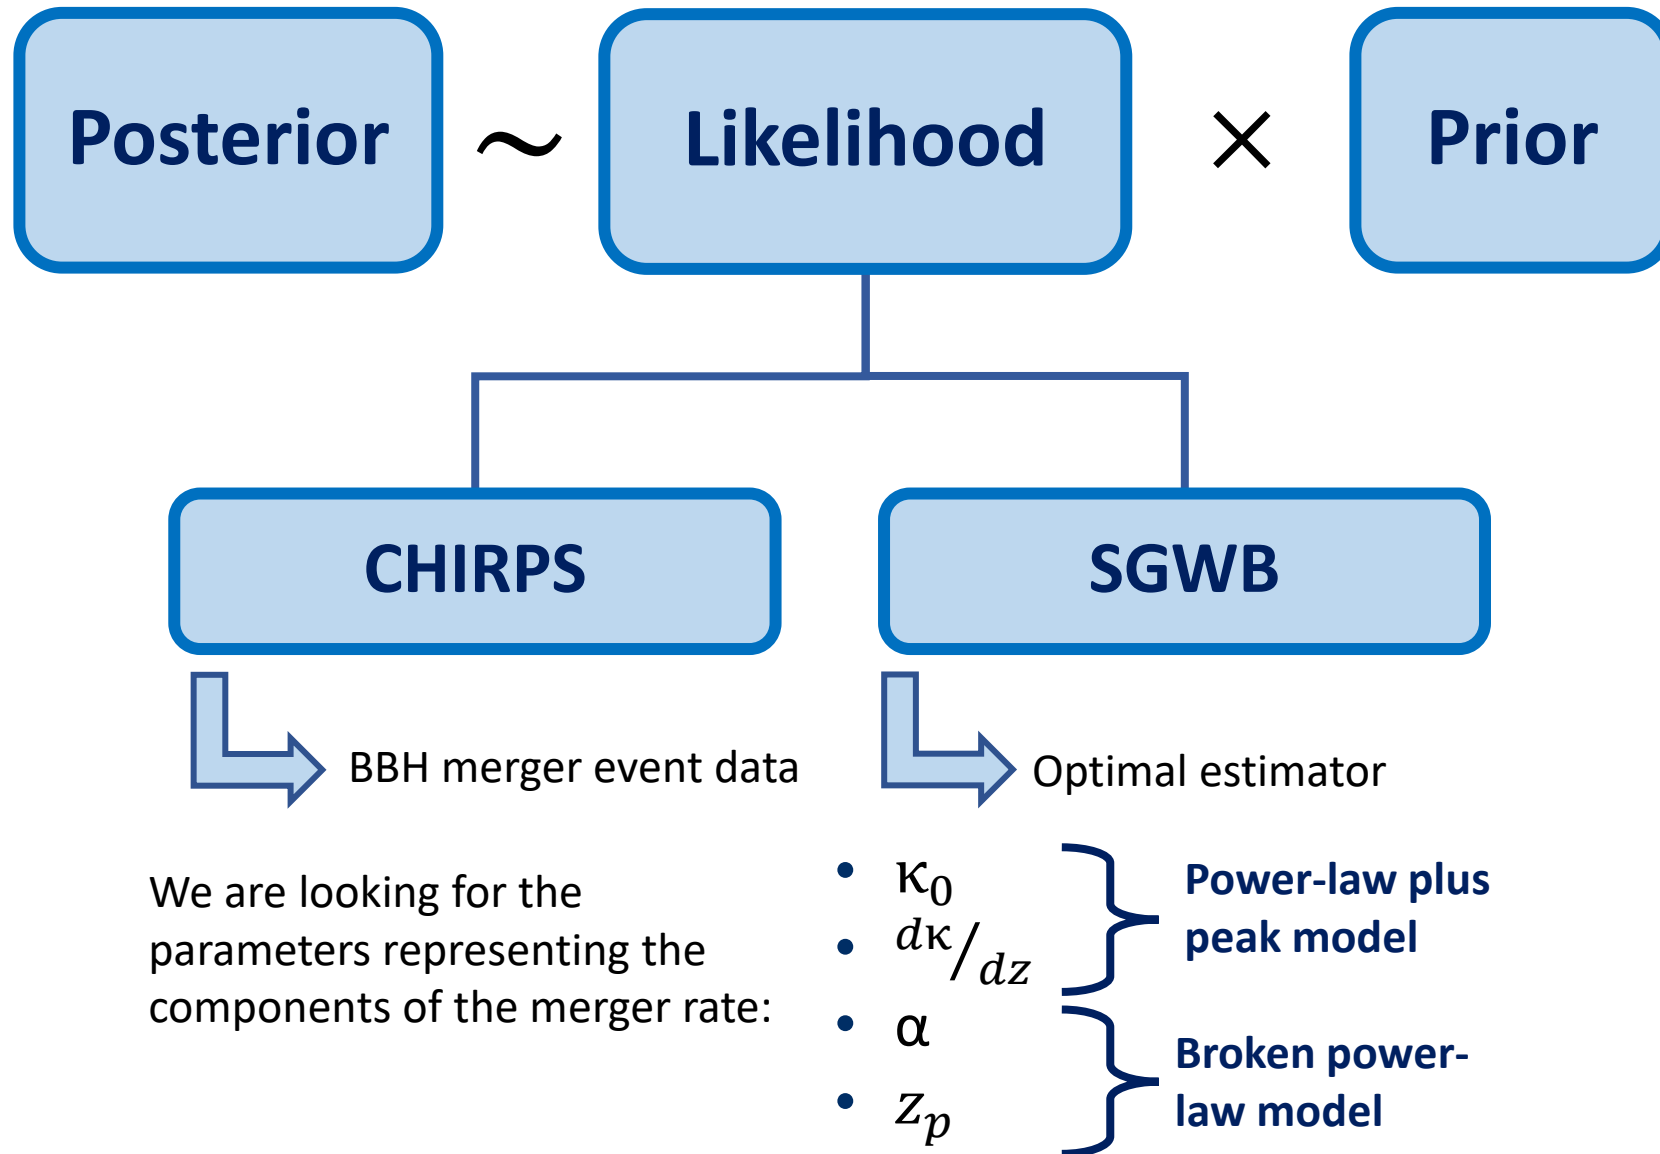 Posterior ~ Likelihood × Prior
CHIRPS
SGWB
BBH merger event data
Optimal estimator
We are looking for the
parameters representing the
components of the merger rate:
• κ₀
• dκ/dz
• α
• z_p
Power-law plus
peak model
Broken power-
law model